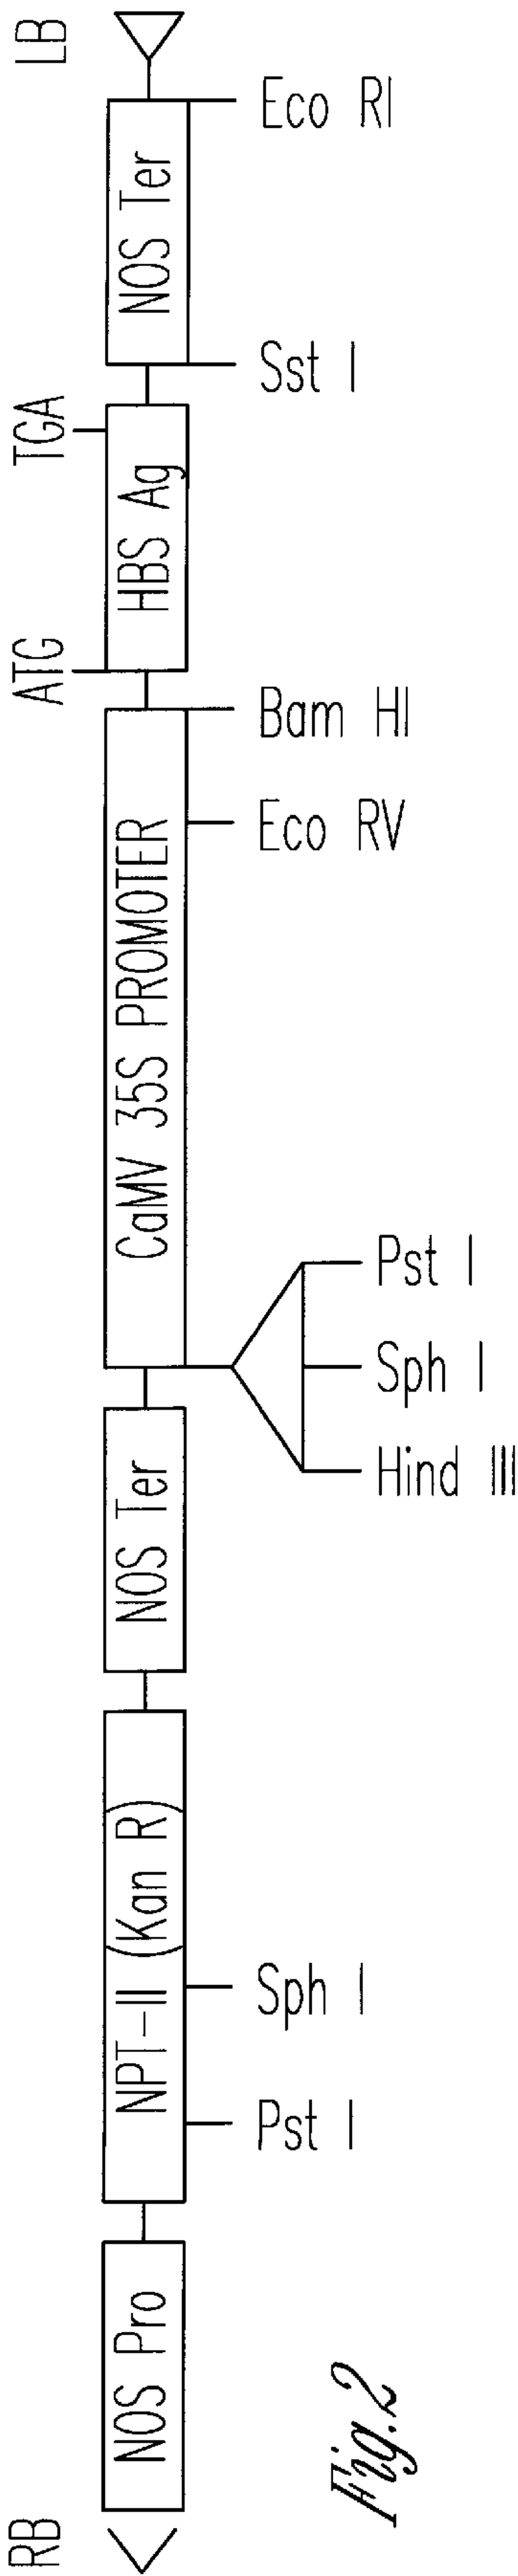 RB
NOS Pro
NPT-II (Kan R)
Pst I
Sph I
NOS Ter
Hind III
Sph I
Pst I
CaMV 35S PROMOTER
Eco RV
Bam HI
ATG
HBS Ag
TGA
Sst I
NOS Ter
Eco RI
LB
Fig. 2